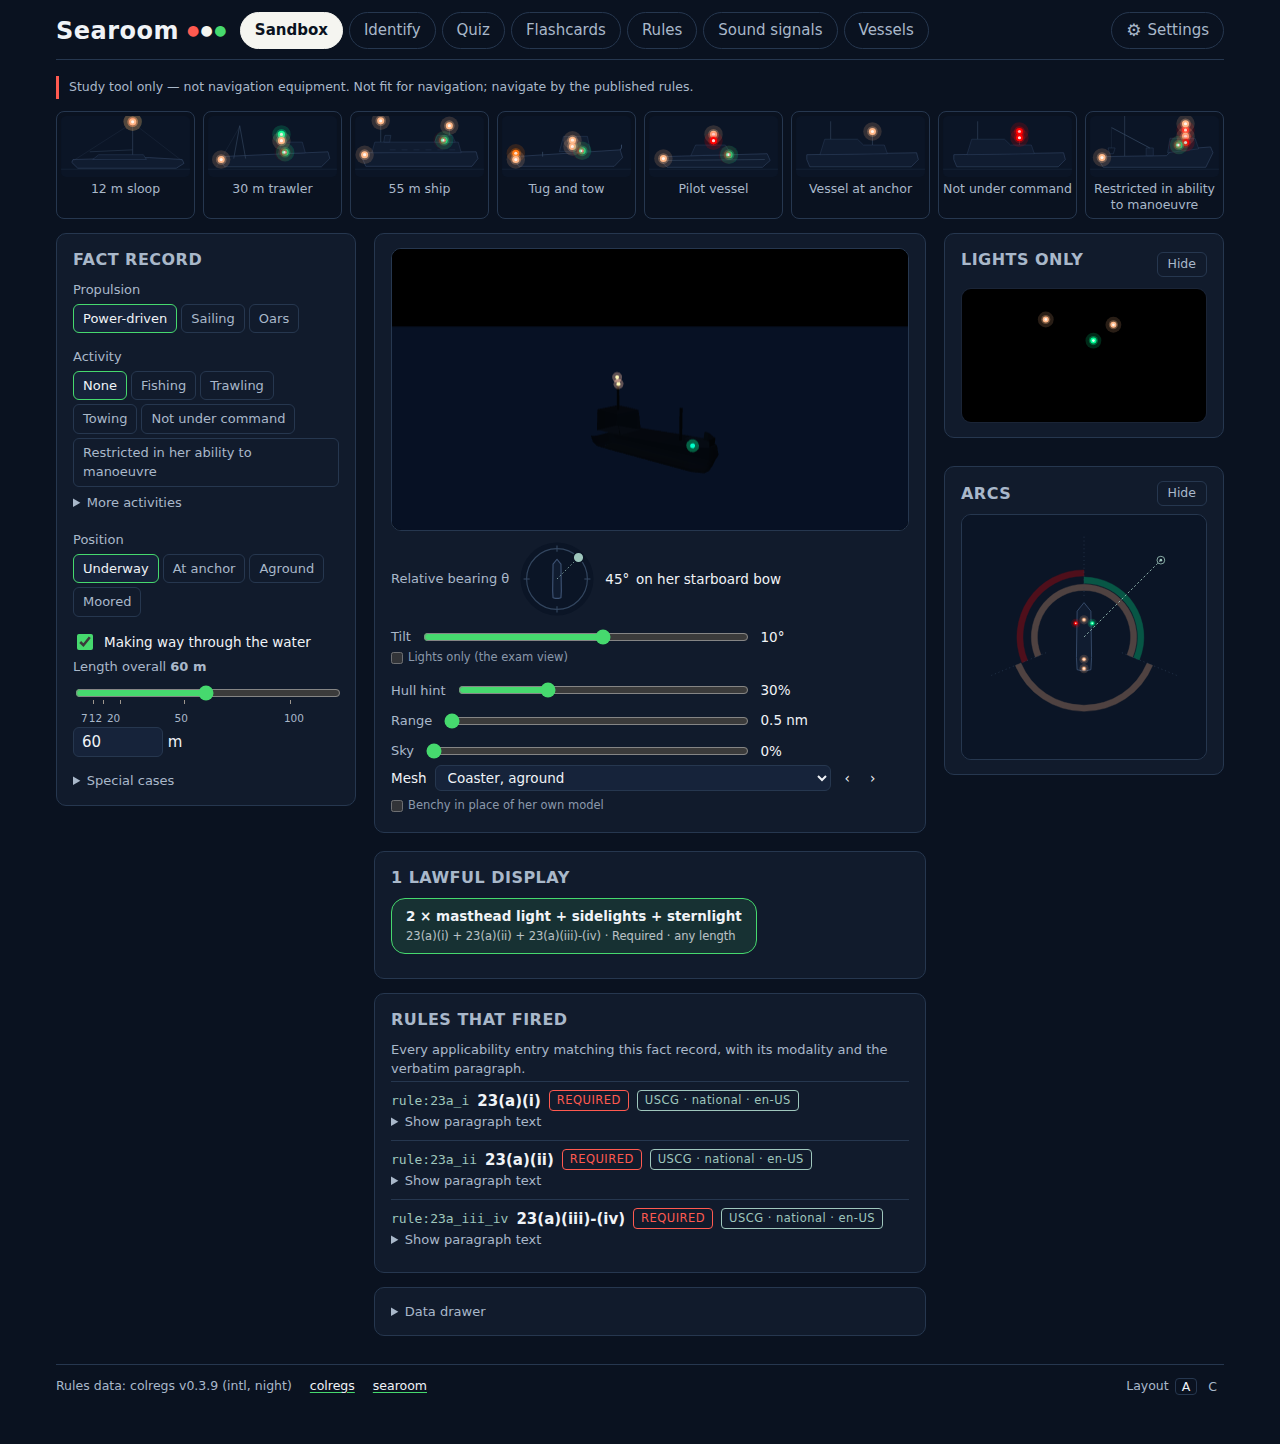 Searoom
Sandbox
Identify
Quiz
Flashcards
Rules
Sound signals
Vessels
⚙ Settings
Study tool only — not navigation equipment. Not fit for navigation; navigate by the published rules.
12 m sloop
30 m trawler
55 m ship
Tug and tow
Pilot vessel
Vessel at anchor
Not under command
Restricted in ability
to manoeuvre
FACT RECORD
Propulsion
Power-driven
Sailing
Oars
Activity
None
Fishing
Trawling
Towing
Not under command
Restricted in her ability to
manoeuvre
▶ More activities
Position
Underway
At anchor
Aground
Moored
Making way through the water
Length overall 60 m
7 12 20 50 100
60 m
▶ Special cases
Relative bearing θ
45° on her starboard bow
Tilt 10°
Lights only (the exam view)
Hull hint 30%
Range 0.5 nm
Sky 0%
Mesh Coaster, aground ‹ ›
Benchy in place of her own model
1 LAWFUL DISPLAY
2 × masthead light + sidelights + sternlight
23(a)(i) + 23(a)(ii) + 23(a)(iii)-(iv) · Required · any length
RULES THAT FIRED
Every applicability entry matching this fact record, with its modality and the
verbatim paragraph.
rule:23a_i 23(a)(i) REQUIRED USCG · national · en-US
▶ Show paragraph text
rule:23a_ii 23(a)(ii) REQUIRED USCG · national · en-US
▶ Show paragraph text
rule:23a_iii_iv 23(a)(iii)-(iv) REQUIRED USCG · national · en-US
▶ Show paragraph text
▶ Data drawer
LIGHTS ONLY
Hide
ARCS
Hide
Rules data: colregs v0.3.9 (intl, night) colregs searoom
Layout A C